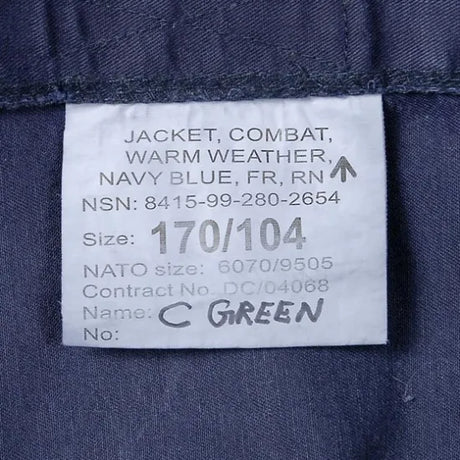 JACKET, COMBAT,
WARM WEATHER,
NAVY BLUE, FR, RN
NSN: 8415-99-280-2654
Size: 170/104
NATO size: 6070/9505
Contract No. DC/04068
Name: C GREEN
No: